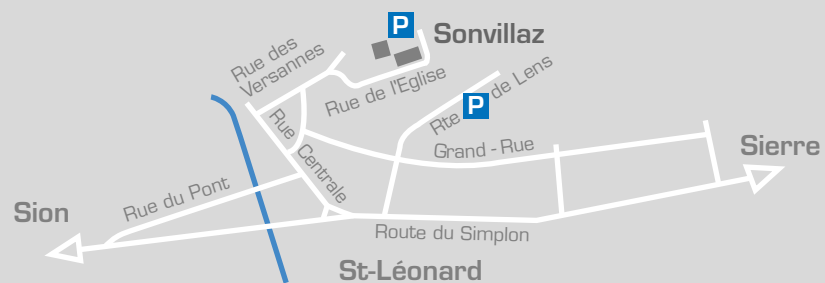 P
Sonvillaz
Rue des
Versannes
Rue de l'Eglise
Rte P de Lens
Rue Centrale
Grand - Rue
Sierre
Rue du Pont
Sion
Route du Simplon
St-Léonard